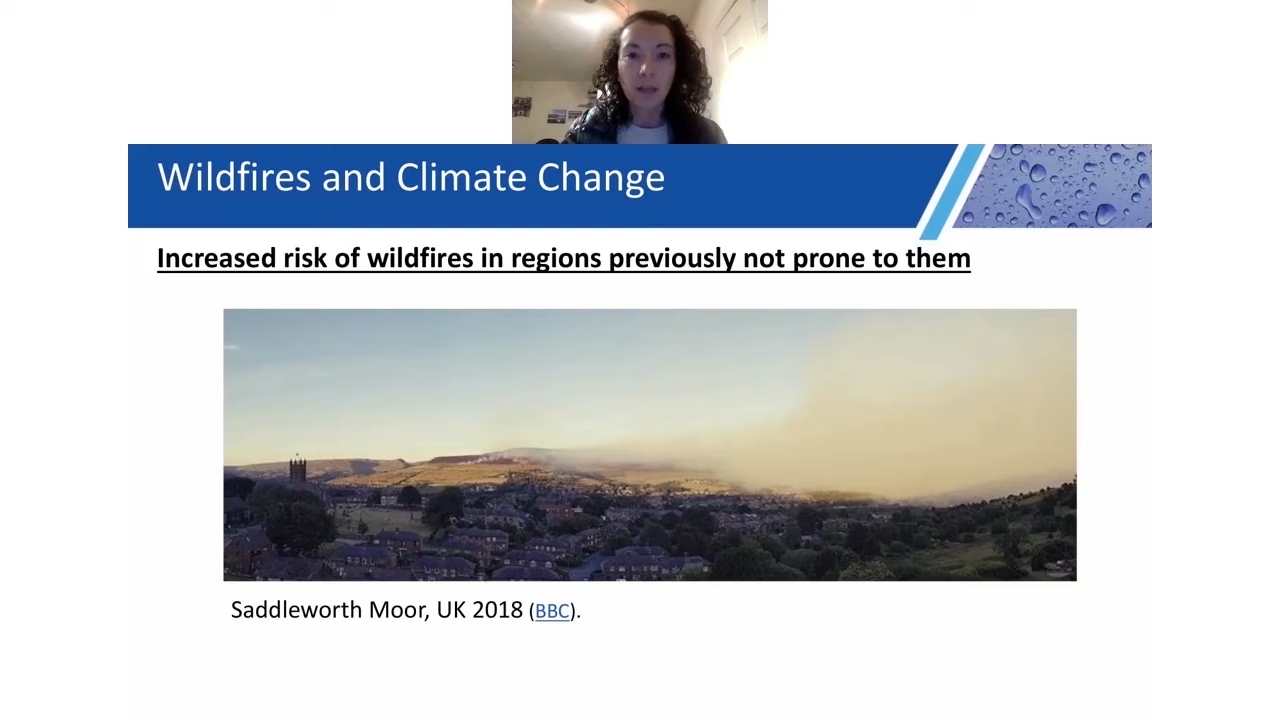 Wildfires and Climate Change
Increased risk of wildfires in regions previously not prone to them
Saddleworth Moor, UK 2018 (BBC).